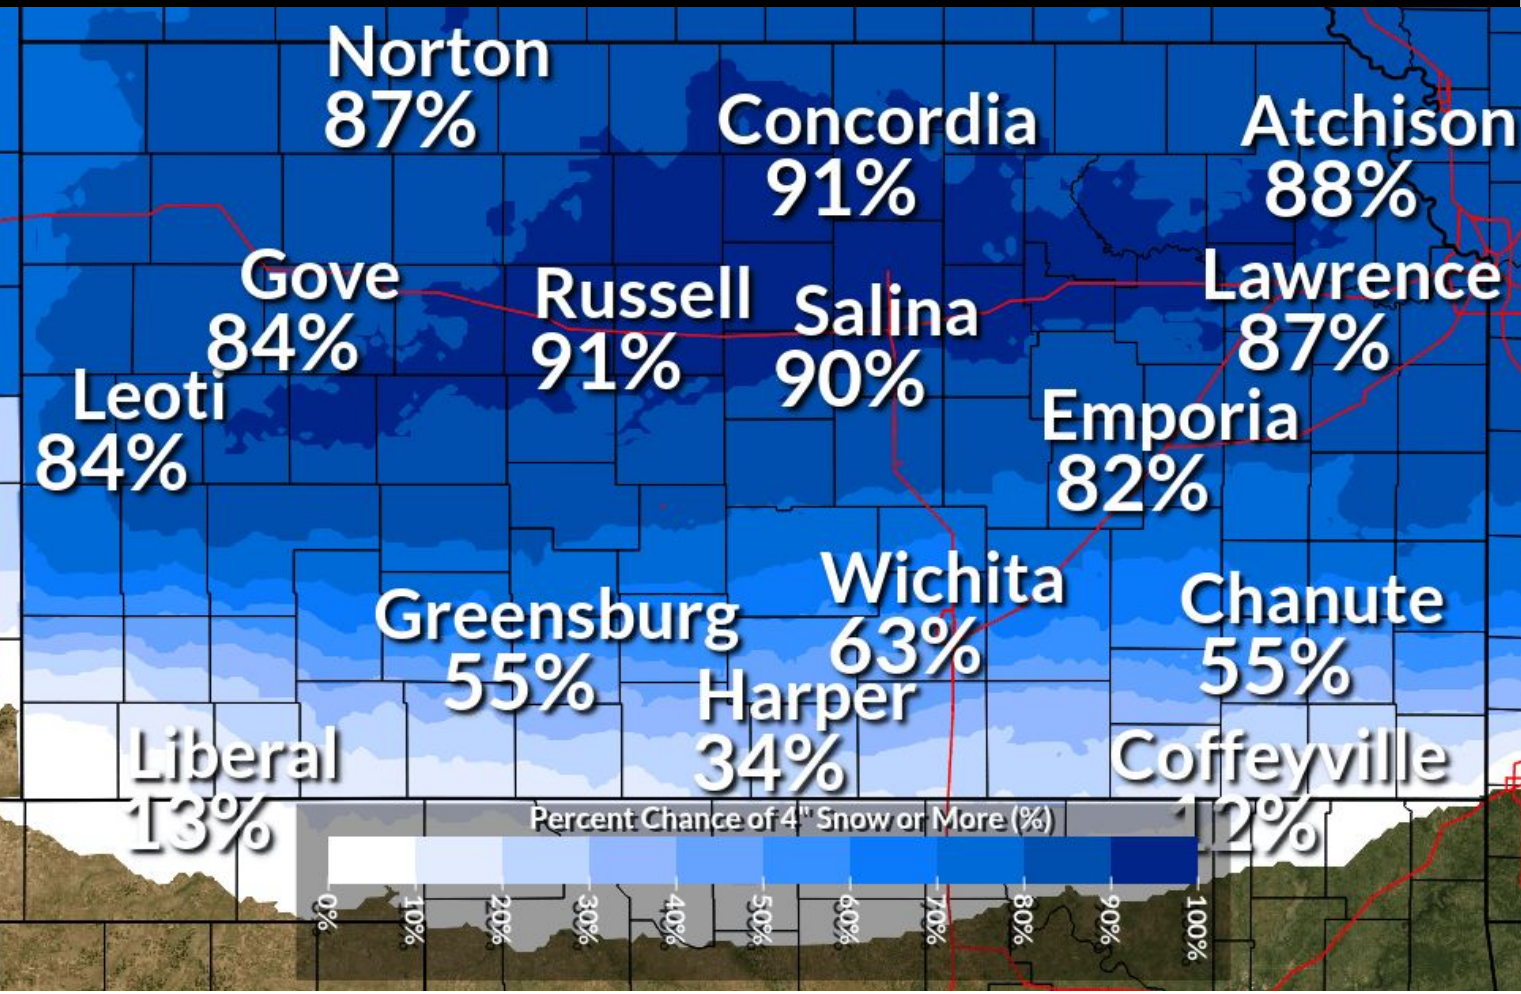 Norton
87%
Concordia
91%
Atchison
88%
Gove
84%
Russell
91%
Salina
90%
Lawrence
87%
Leoti
84%
Emporia
82%
Greensburg
55%
Wichita
63%
Chanute
55%
Harper
34%
Liberal
13%
Coffeyville
12%
Percent Chance of 4" Snow or More (%)
0% 10% 20% 30% 40% 50% 60% 70% 80% 90% 100%